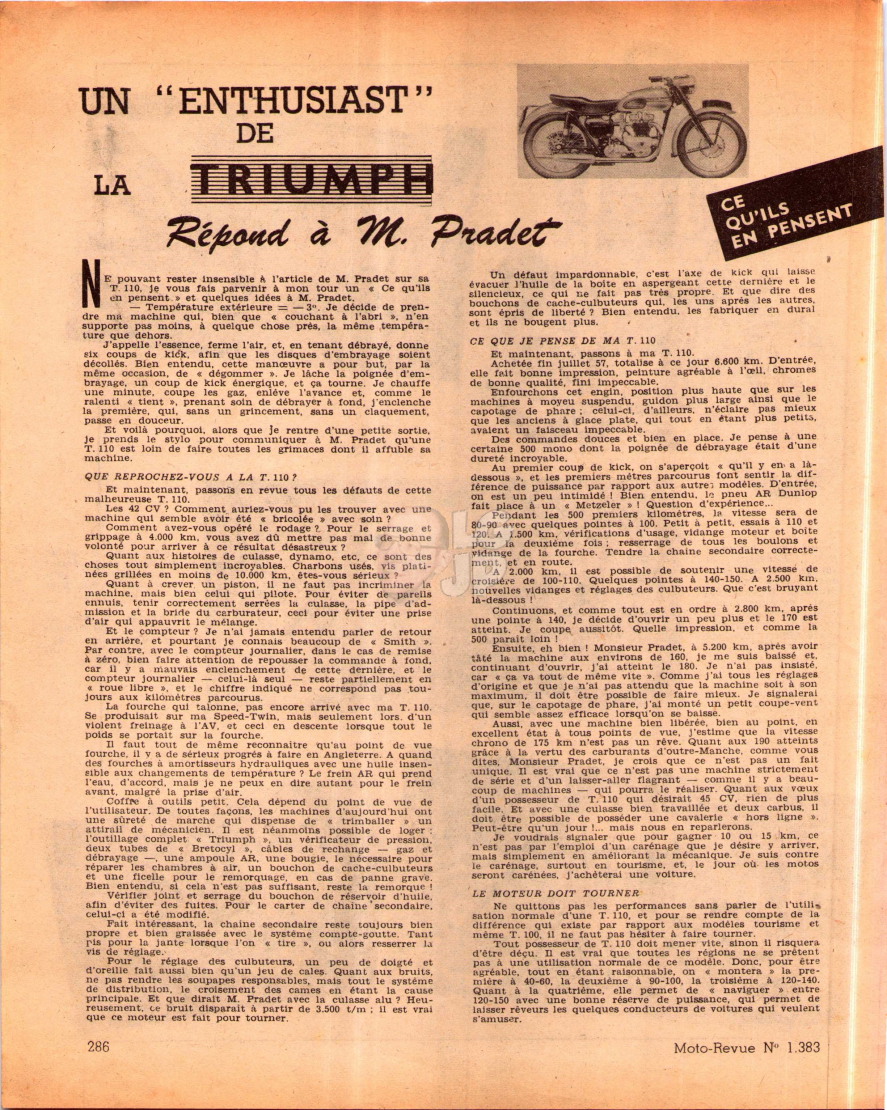 UN "ENTHUSIAST"
DE
LA TRIUMPH
Répond à M. Pradet
CE
QU'ILS
EN PENSENT
NE pouvant rester insensible à l'article de M. Pradet sur sa
T. 110, je vous fais parvenir à mon tour un « Ce qu'ils
en pensent » et quelques idées à M. Pradet.
— Température extérieure = — 3°. Je décide de pren-
dre ma machine qui, bien que « couchant à l'abri », n'en
supporte pas moins, à quelque chose près, la même tempéra-
ture que dehors.
J'appelle l'essence, ferme l'air, et, en tenant débrayé, donne
six coups de kick, afin que les disques d'embrayage soient
décollés. Bien entendu, cette manœuvre a pour but, par la
même occasion, de « dégommer ». Je lâche la poignée d'em-
brayage, un coup de kick énergique, et ça tourne. Je chauffe
une minute, coupe les gaz, enlève l'avance et, comme le
ralenti « tient », prenant soin de débrayer à fond, j'enclenche
la première, qui, sans un grincement, sans un claquement,
passe en douceur.
Et voilà pourquoi, alors que je rentre d'une petite sortie,
je prends le stylo pour communiquer à M. Pradet qu'une
T. 110 est loin de faire toutes les grimaces dont il affuble sa
machine.
QUE REPROCHEZ-VOUS A LA T. 110 ?
Et maintenant, passons en revue tous les défauts de cette
malheureuse T. 110.
Les 42 CV ? Comment auriez-vous pu les trouver avec une
machine qui semble avoir été « bricolée » avec soin ?
Comment avez-vous opéré le rodage ? Pour le serrage et
grippage à 4.000 km, vous avez dû mettre pas mal de bonne
volonté pour arriver à ce résultat désastreux ?
Quant aux histoires de culasse, dynamo, etc, ce sont des
choses tout simplement incroyables. Charbons usés, vis plati-
nées grillées en moins de 10.000 km, êtes-vous sérieux ?
Quant à crever un piston, il ne faut pas incriminer la
machine, mais bien celui qui pilote. Pour éviter de pareils
ennuis, tenir correctement serrées la culasse, la pipe d'ad-
mission et la bride du carburateur, ceci pour éviter une prise
d'air qui appauvrit le mélange.
Et le compteur ? Je n'ai jamais entendu parler de retour
en arrière, et pourtant je connais beaucoup de « Smith ».
Par contre, avec le compteur journalier, dans le cas de remise
à zéro, bien faire attention de repousser la commande à fond,
car il y a mauvais enclenchement de cette dernière, et le
compteur journalier — celui-là seul — reste partiellement en
« roue libre », et le chiffre indiqué ne correspond pas tou-
jours aux kilomètres parcourus.
La fourche qui talonne, pas encore arrivé avec ma T. 110.
Se produisait sur ma Speed-Twin, mais seulement lors d'un
violent freinage à l'AV, et ceci en descente lorsque tout le
poids se portait sur la fourche.
Il faut tout de même reconnaître qu'au point de vue
fourche, il y a de sérieux progrès à faire en Angleterre. A quand
des fourches à amortisseurs hydrauliques avec une huile insen-
sible aux changements de température ? Le frein AR qui prend
l'eau, d'accord, mais je ne peux en dire autant pour le frein
avant, malgré la prise d'air.
Coffre à outils petit. Cela dépend du point de vue de
l'utilisateur. De toutes façons, les machines d'aujourd'hui ont
une sûreté de marche qui dispense de « trimbaler » un
attirail de mécanicien. Il est néanmoins possible de loger :
l'outillage complet « Triumph », un vérificateur de pression,
deux tubes de « Bretocyl », câbles de rechange — gaz et
débrayage —, une ampoule AR, une bougie, le nécessaire pour
réparer les chambres à air, un bouchon de cache-culbuteurs
et une ficelle pour le remorquage, en cas de panne grave.
Bien entendu, si cela n'est pas suffisant, reste la remorque !
Vérifier joint et serrage du bouchon de réservoir d'huile,
afin d'éviter des fuites. Pour le carter de chaîne secondaire,
celui-ci a été modifié.
Fait intéressant, la chaîne secondaire reste toujours bien
propre et bien graissée avec le système compte-goutte. Tant
pis pour la jante lorsque l'on « tire », ou alors resserrer la
vis de réglage.
Pour le réglage des culbuteurs, un peu de doigté et
d'oreille fait aussi bien qu'un jeu de cales. Quant aux bruits,
ne pas rendre les soupapes responsables, mais tout le système
de distribution, le croisement des cames en étant la cause
principale. Et que dirait M. Pradet avec la culasse alu ? Heu-
reusement, ce bruit disparaît à partir de 3.500 t/m ; il est vrai
que ce moteur est fait pour tourner.
Un défaut impardonnable, c'est l'axe de kick qui laisse
évacuer l'huile de la boîte en aspergeant cette dernière et le
silencieux, ce qui ne fait pas très propre. Et que dire des
bouchons de cache-culbuteurs qui, les uns après les autres,
sont épris de liberté ? Bien entendu, les fabriquer en dural
et ils ne bougent plus.
CE QUE JE PENSE DE MA T. 110
Et maintenant, passons à ma T. 110.
Achetée fin juillet 57, totalise à ce jour 6.600 km. D'entrée,
elle fait bonne impression, peinture agréable à l'œil, chromes
de bonne qualité, fini impeccable.
Enfourchons cet engin, position plus haute que sur les
machines à moyeu suspendu, guidon plus large ainsi que le
capotage de phare ; celui-ci, d'ailleurs, n'éclaire pas mieux
que les anciens à glace plate, qui tout en étant plus petits,
avaient un faisceau impeccable.
Des commandes douces et bien en place. Je pense à une
certaine 500 mono dont la poignée de débrayage était d'une
dureté incroyable.
Au premier coup de kick, on s'aperçoit « qu'il y en a là-
dessous », et les premiers mètres parcourus font sentir la dif-
férence de puissance par rapport aux autres modèles. D'entrée,
on est un peu intimidé ! Bien entendu, le pneu AR Dunlop
fait place à un « Metzeler » ! Question d'expérience...
Pendant les 500 premiers kilomètres, la vitesse sera de
80-90 avec quelques pointes à 100. Petit à petit, essais à 110 et
120. A 1.500 km, vérifications d'usage, vidange moteur et boîte
pour la deuxième fois ; resserrage de tous les boulons et
vidange de la fourche. Tendre la chaîne secondaire correcte-
ment, et en route.
A 2.000 km, il est possible de soutenir une vitesse de
croisière de 100-110. Quelques pointes à 140-150. A 2.500 km,
nouvelles vidanges et réglages des culbuteurs. Que c'est bruyant
là-dessous !
Continuons, et comme tout est en ordre à 2.800 km, après
une pointe à 140, je décide d'ouvrir un peu plus et le 170 est
atteint. Je coupe aussitôt. Quelle impression, et comme la
500 paraît loin !
Ensuite, eh bien ! Monsieur Pradet, à 5.200 km, après avoir
tâté la machine aux environs de 160, je me suis baissé et,
continuant d'ouvrir, j'ai atteint le 180. Je n'ai pas insisté,
car « ça va tout de même vite ». Comme j'ai tous les réglages
d'origine et que je n'ai pas attendu que la machine soit à son
maximum, il doit être possible de faire mieux. Je signalerai
que, sur le capotage de phare, j'ai monté un petit coupe-vent
qui semble assez efficace lorsqu'on se baisse.
Aussi, avec une machine bien libérée, bien au point, en
excellent état à tous points de vue, j'estime que la vitesse
chrono de 175 km n'est pas un rêve. Quant aux 190 atteints
grâce à la vertu des carburants d'outre-Manche, comme vous
dites, Monsieur Pradet, je crois que ce n'est pas un fait
unique. Il est vrai que ce n'est pas une machine strictement
de série et d'un laisser-aller flagrant — comme il y a beau-
coup de machines — qui pourra le réaliser. Quant aux vœux
d'un possesseur de T. 110 qui désirait 45 CV, rien de plus
facile. Et avec une culasse bien travaillée et deux carbus, il
doit être possible de posséder une cavalerie « hors ligne ».
Peut-être qu'un jour !... mais nous en reparlerons.
Je voudrais signaler que pour gagner 10 ou 15 km, ce
n'est pas par l'emploi d'un carénage que je désire y arriver,
mais simplement en améliorant la mécanique. Je suis contre
le carénage, surtout en tourisme, et, le jour où les motos
seront carénées, j'achèterai une voiture.
LE MOTEUR DOIT TOURNER
Ne quittons pas les performances sans parler de l'utili-
sation normale d'une T. 110, et pour se rendre compte de la
différence qui existe par rapport aux modèles tourisme et
même T. 100, il ne faut pas hésiter à faire tourner.
Tout possesseur de T. 110 doit mener vite, sinon il risquera
d'être déçu. Il est vrai que toutes les régions ne se prêtent
pas à une utilisation normale de ce modèle. Donc, pour être
agréable, tout en étant raisonnable, on « montera » la pre-
mière à 40-60, la deuxième à 90-100, la troisième à 120-140.
Quant à la quatrième, elle permet de « naviguer » entre
120-150 avec une bonne réserve de puissance, qui permet de
laisser rêveurs les quelques conducteurs de voitures qui veulent
s'amuser.
286
Moto-Revue N° 1.383